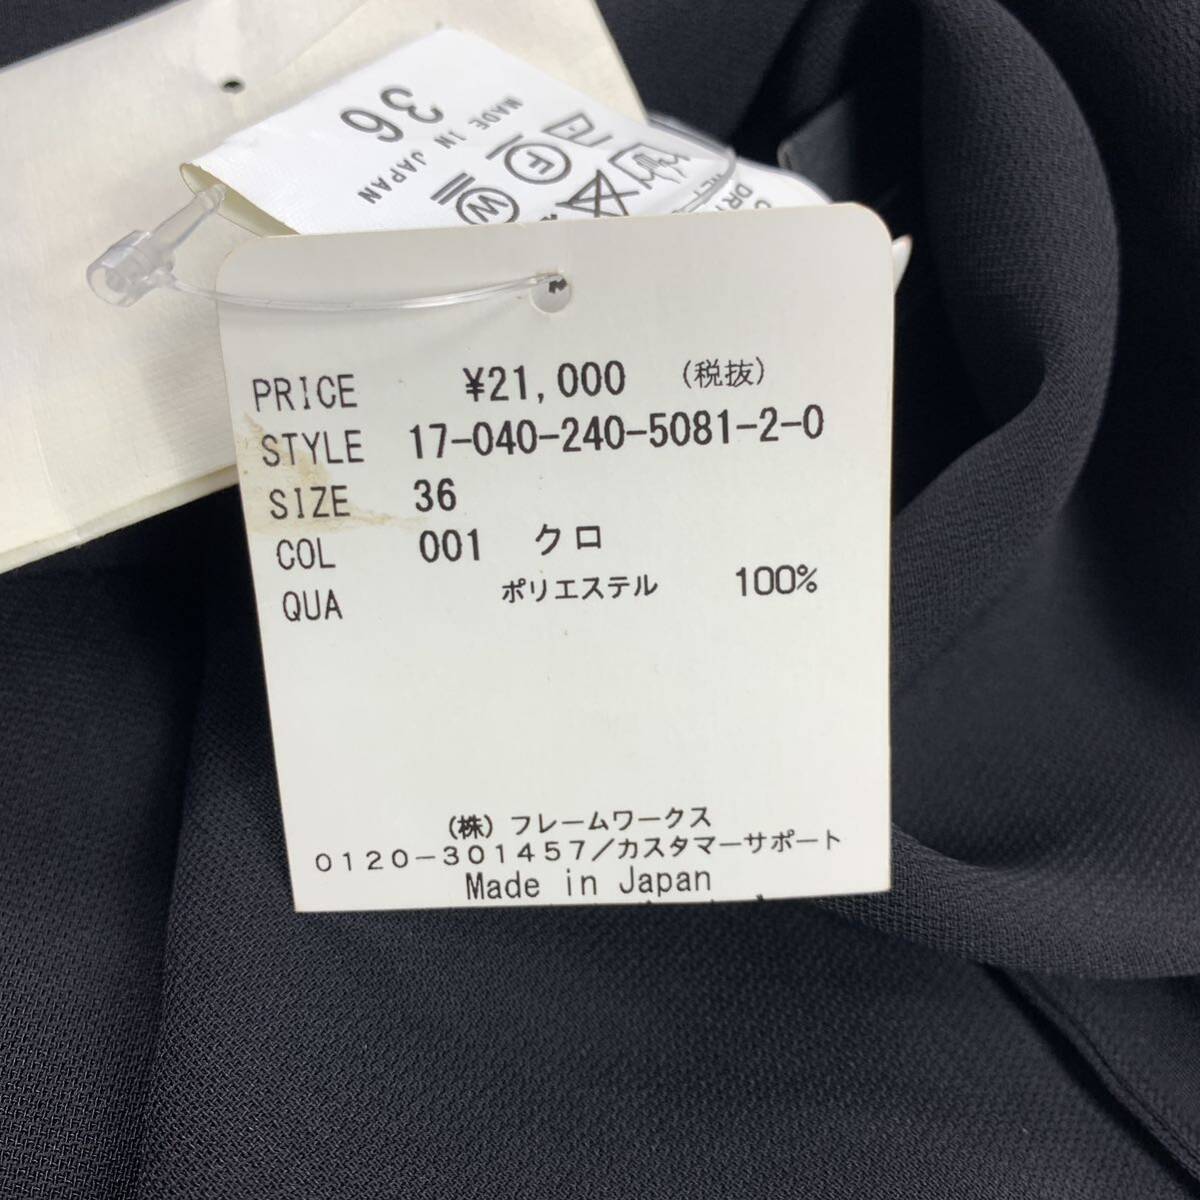 36
MADE IN JAPAN
F
W
DRY
PRICE ¥21,000 (税抜)
STYLE 17-040-240-5081-2-0
SIZE 36
COL 001 クロ
QUA ポリエステル 100%
(株) フレームワークス
0120-301457/カスタマーサポート
Made in Japan